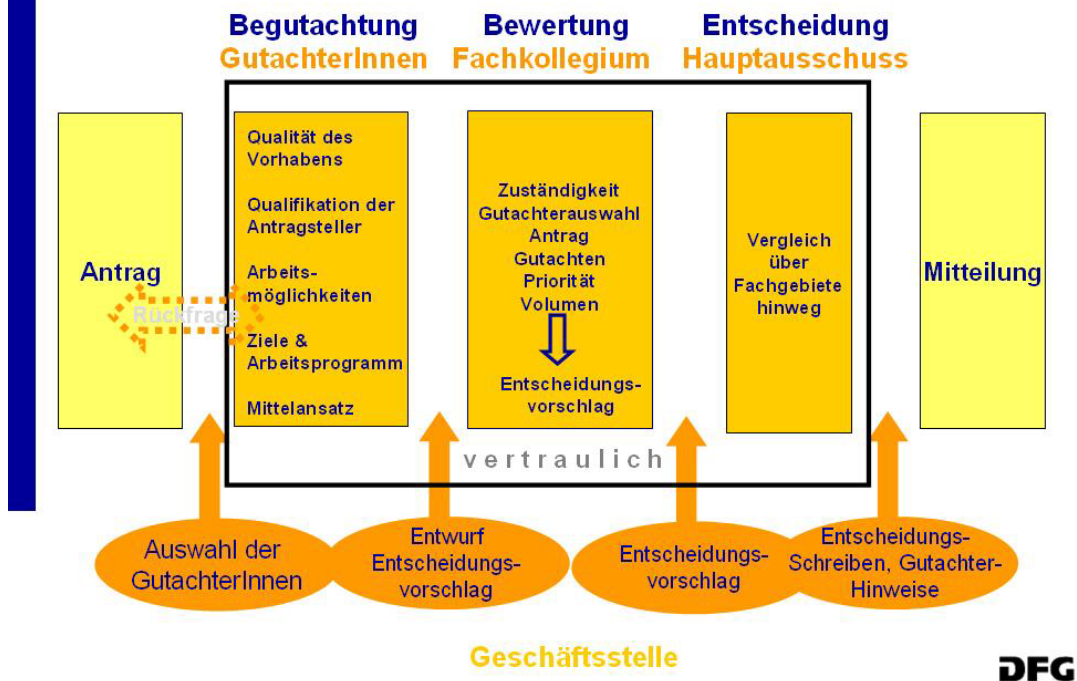 Begutachtung
GutachterInnen
Bewertung
Fachkollegium
Entscheidung
Hauptausschuss
Antrag
Rückfrage
Qualität des
Vorhabens
Qualifikation der
Antragsteller
Arbeits-
möglichkeiten
Ziele &
Arbeitsprogramm
Mittelansatz
Zuständigkeit
Gutachterauswahl
Antrag
Gutachten
Priorität
Volumen
Entscheidungs-
vorschlag
Vergleich
über
Fachgebiete
hinweg
Mitteilung
vertraulich
Auswahl der
GutachterInnen
Entwurf
Entscheidungs-
vorschlag
Entscheidungs-
vorschlag
Entscheidungs-
Schreiben, Gutachter-
Hinweise
Geschäftsstelle
DFG